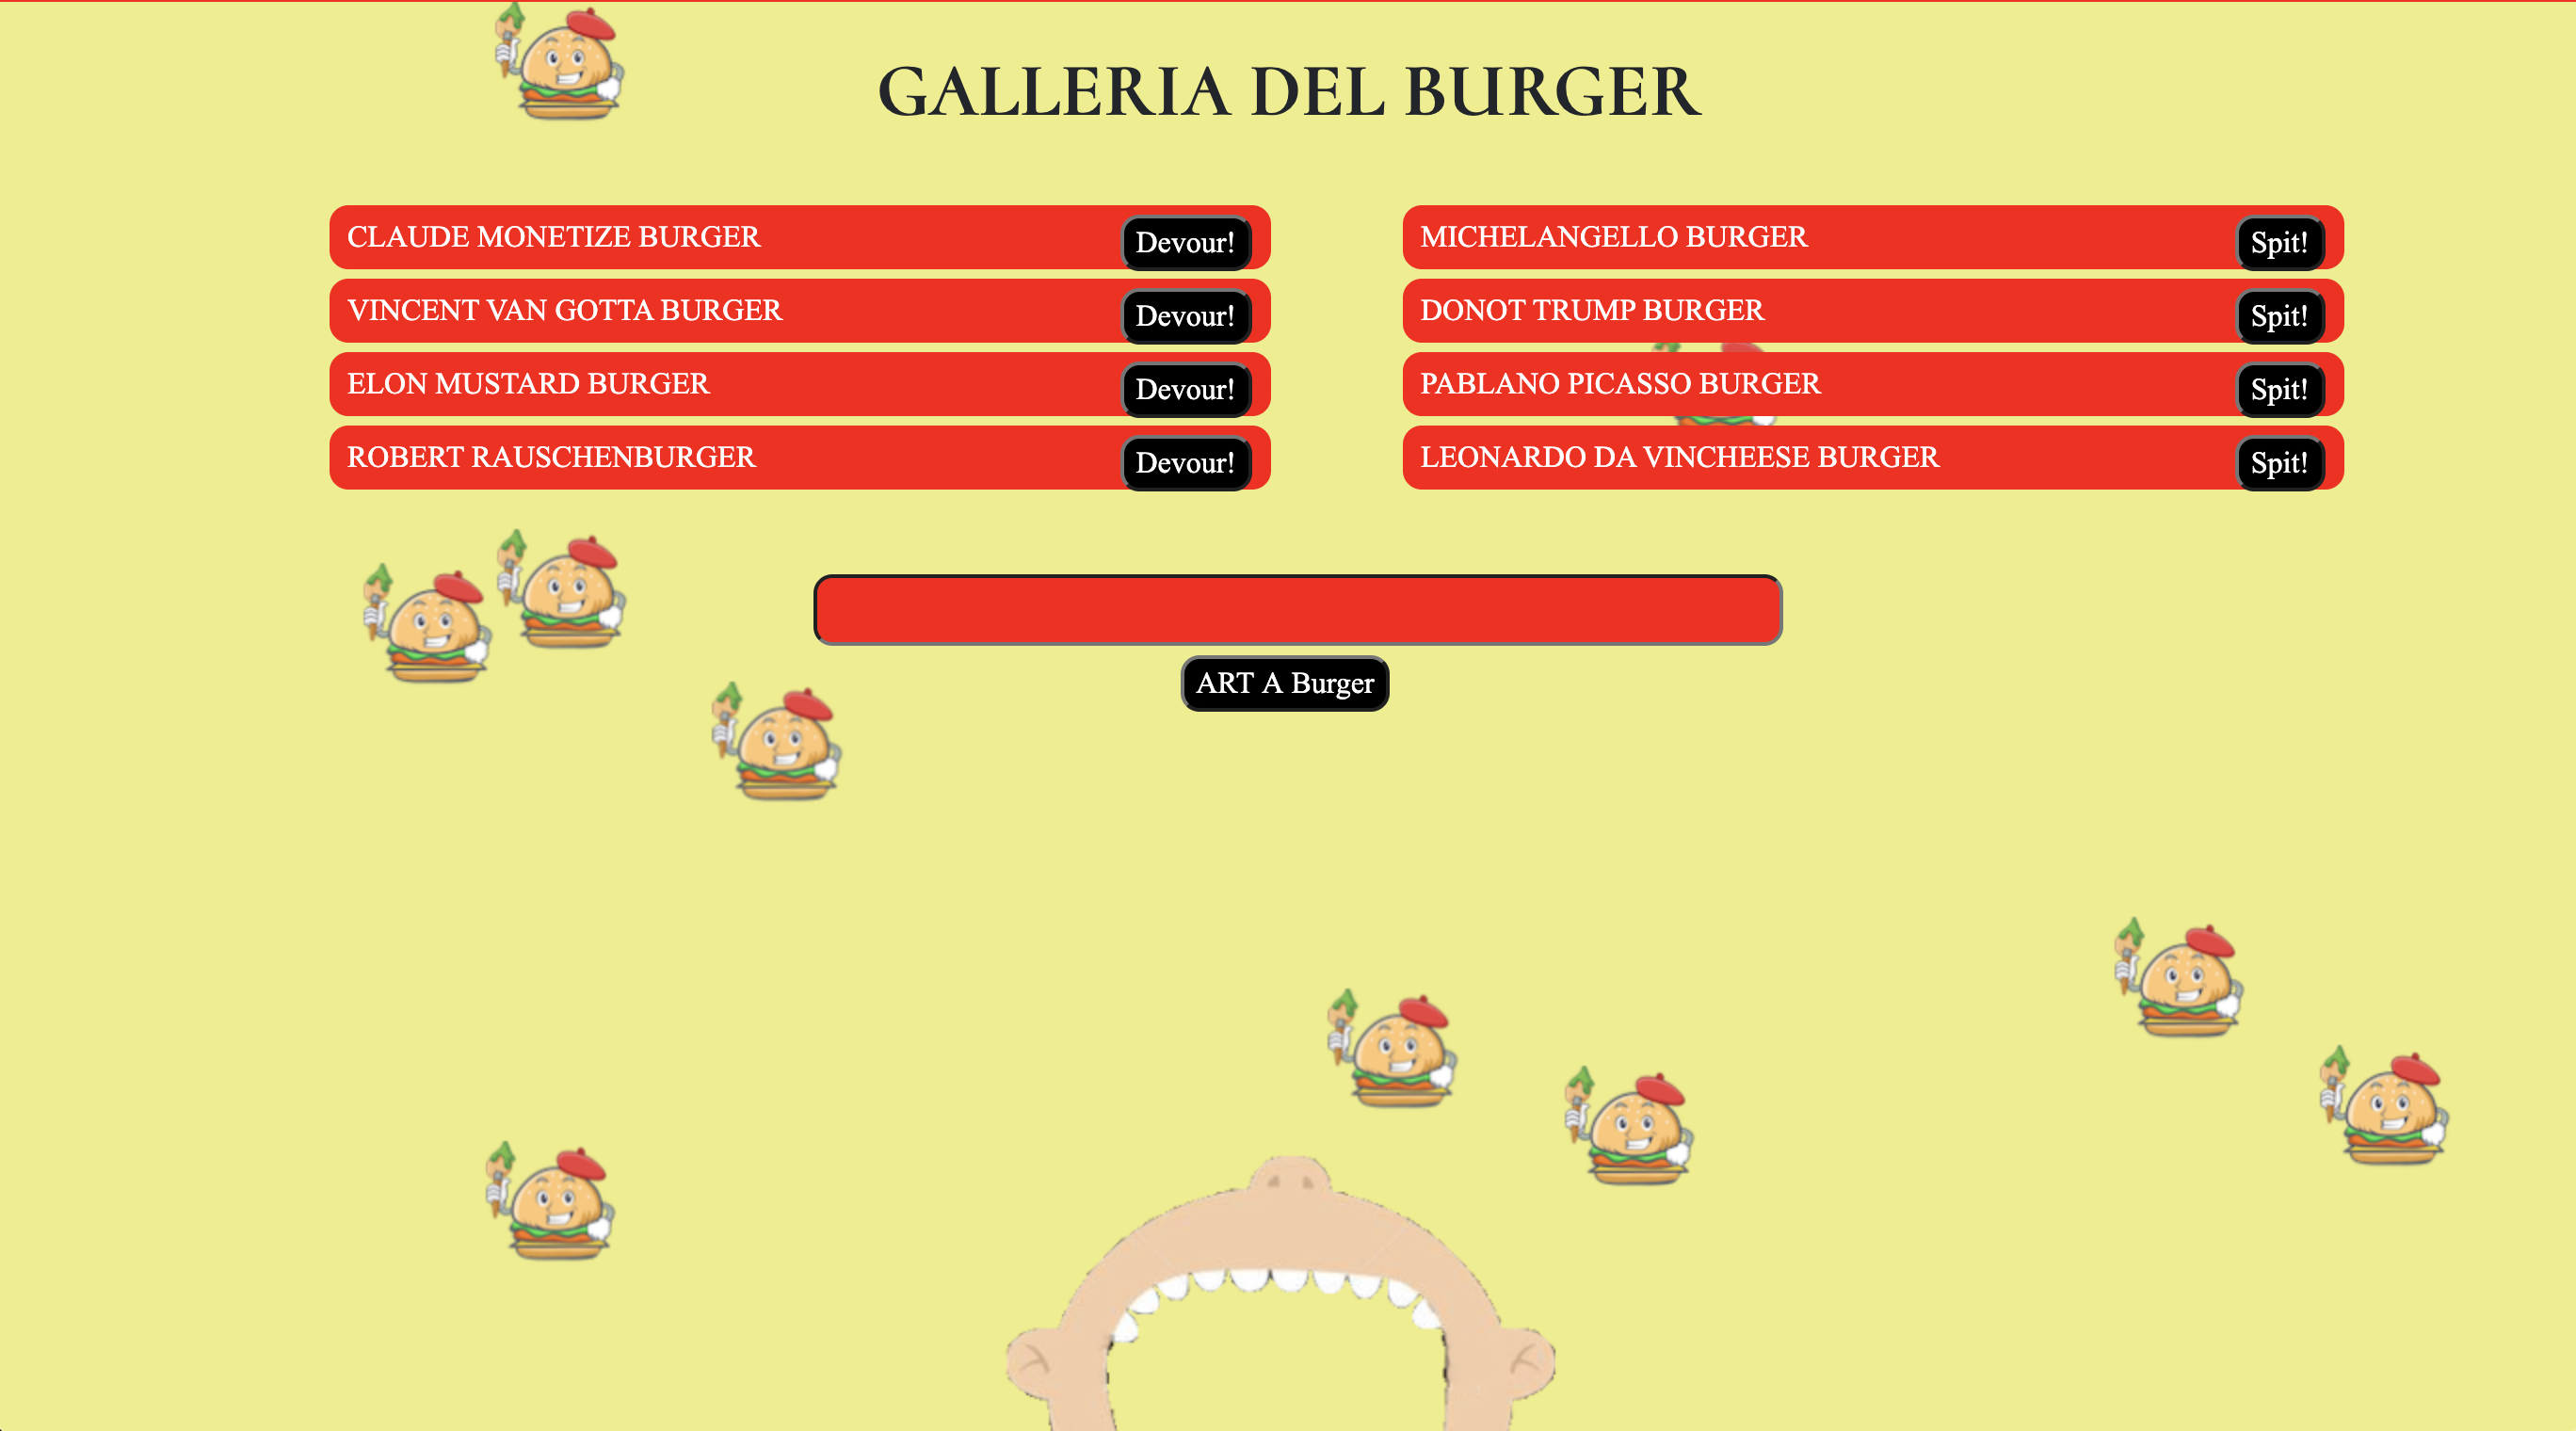 GALLERIA DEL BURGER
CLAUDE MONETIZE BURGER Devour!
VINCENT VAN GOTTA BURGER Devour!
ELON MUSTARD BURGER Devour!
ROBERT RAUSCHENBURGER Devour!
MICHELANGELLO BURGER Spit!
DONOT TRUMP BURGER Spit!
PABLANO PICASSO BURGER Spit!
LEONARDO DA VINCHEESE BURGER Spit!
ART A Burger